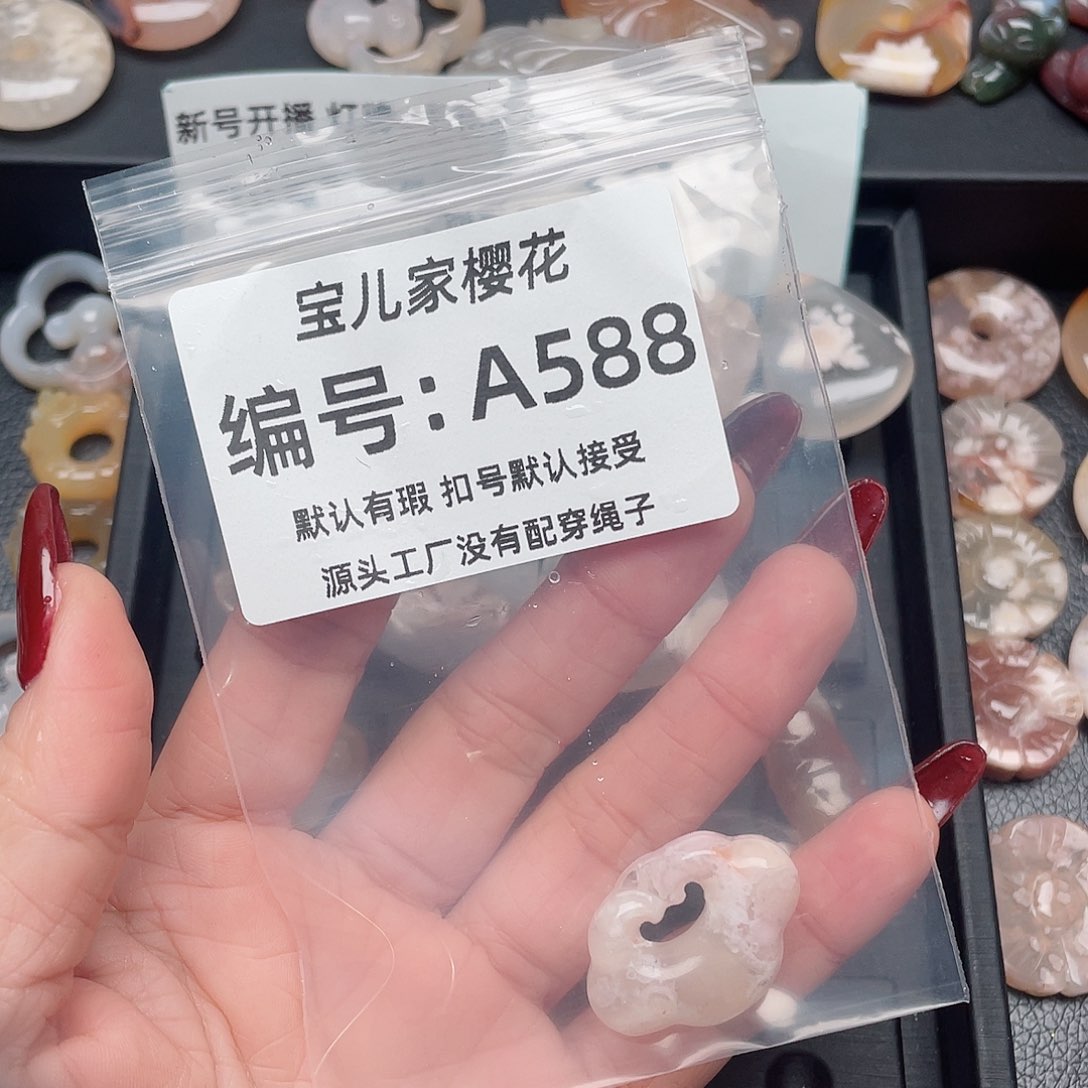 新号开播 灯
宝儿家樱花
编号：A588
默认有瑕 扣号默认接受
源头工厂没有配穿绳子